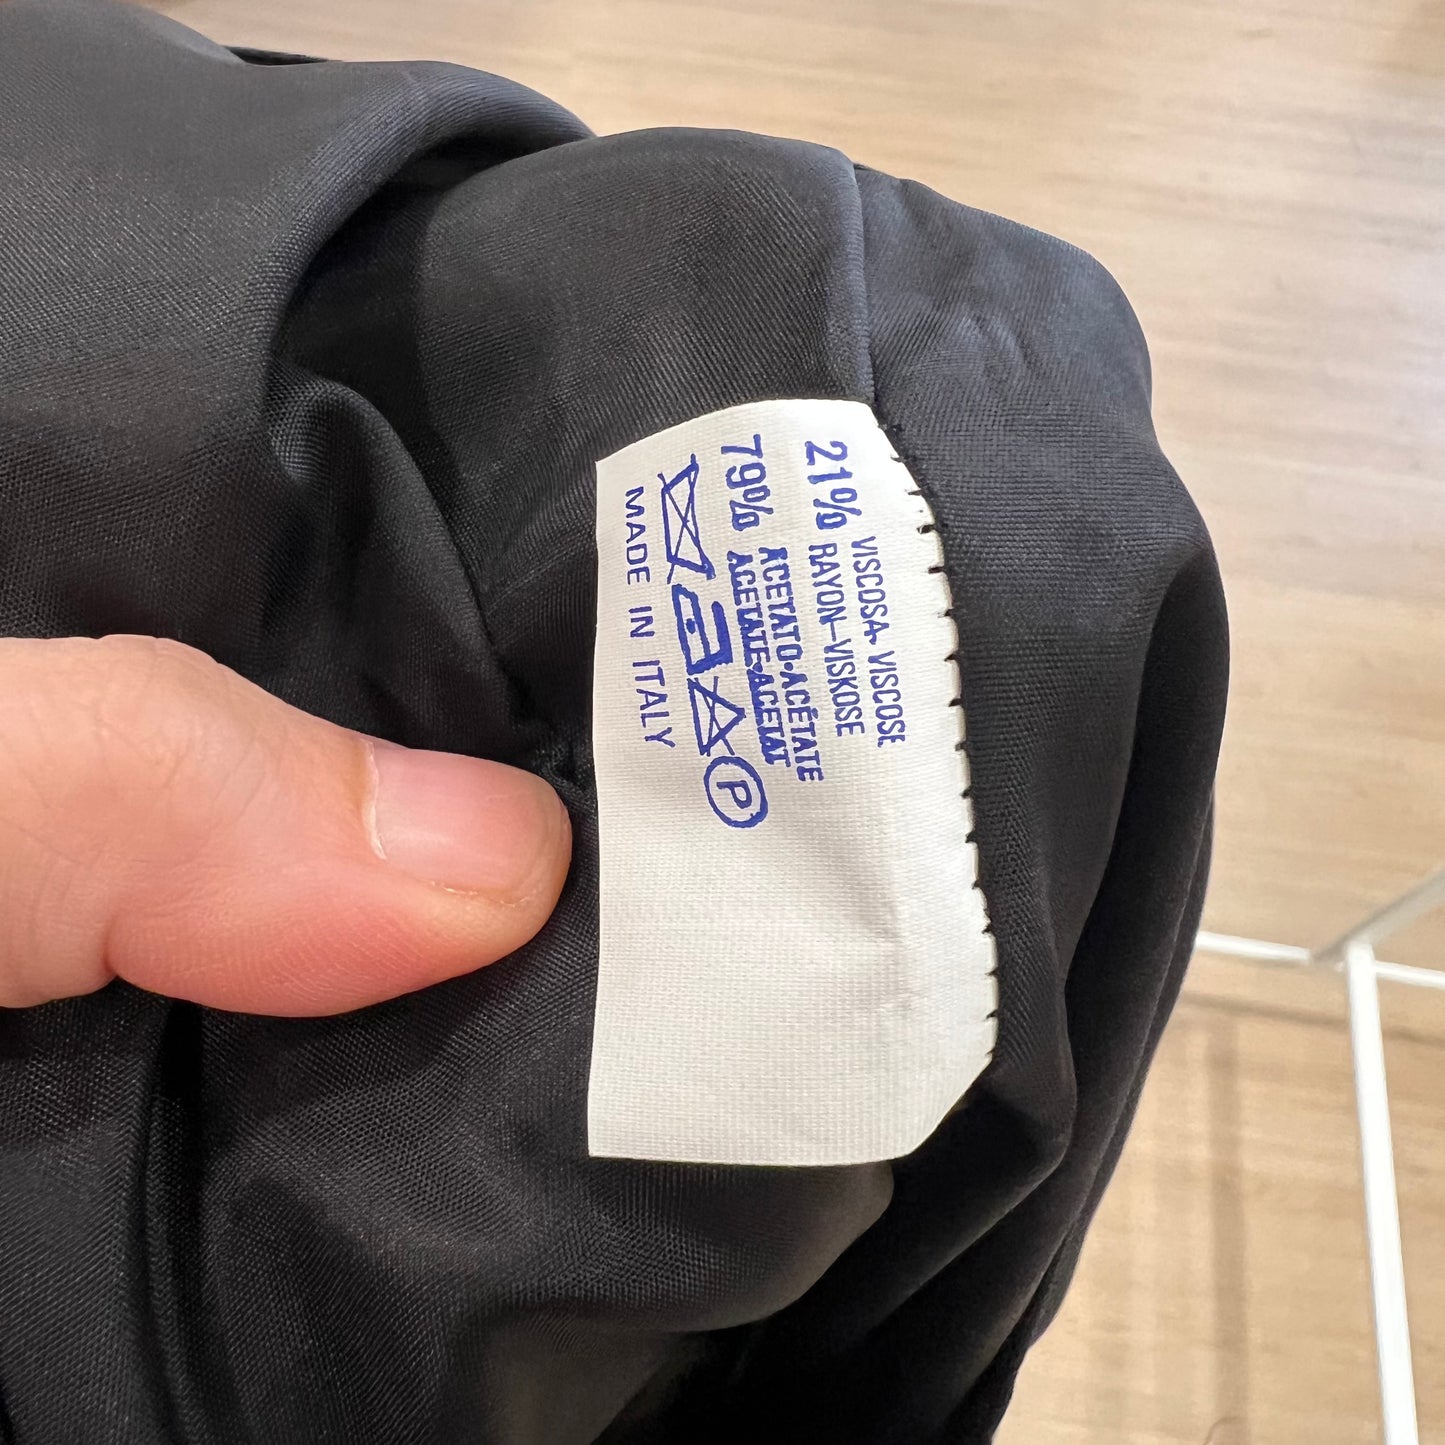 21% VISCOSA-VISCOSE
RAYON-VISKOSE
79% ACETATO-ACÉTATE
ACETATE-ACETAT
P
MADE IN ITALY